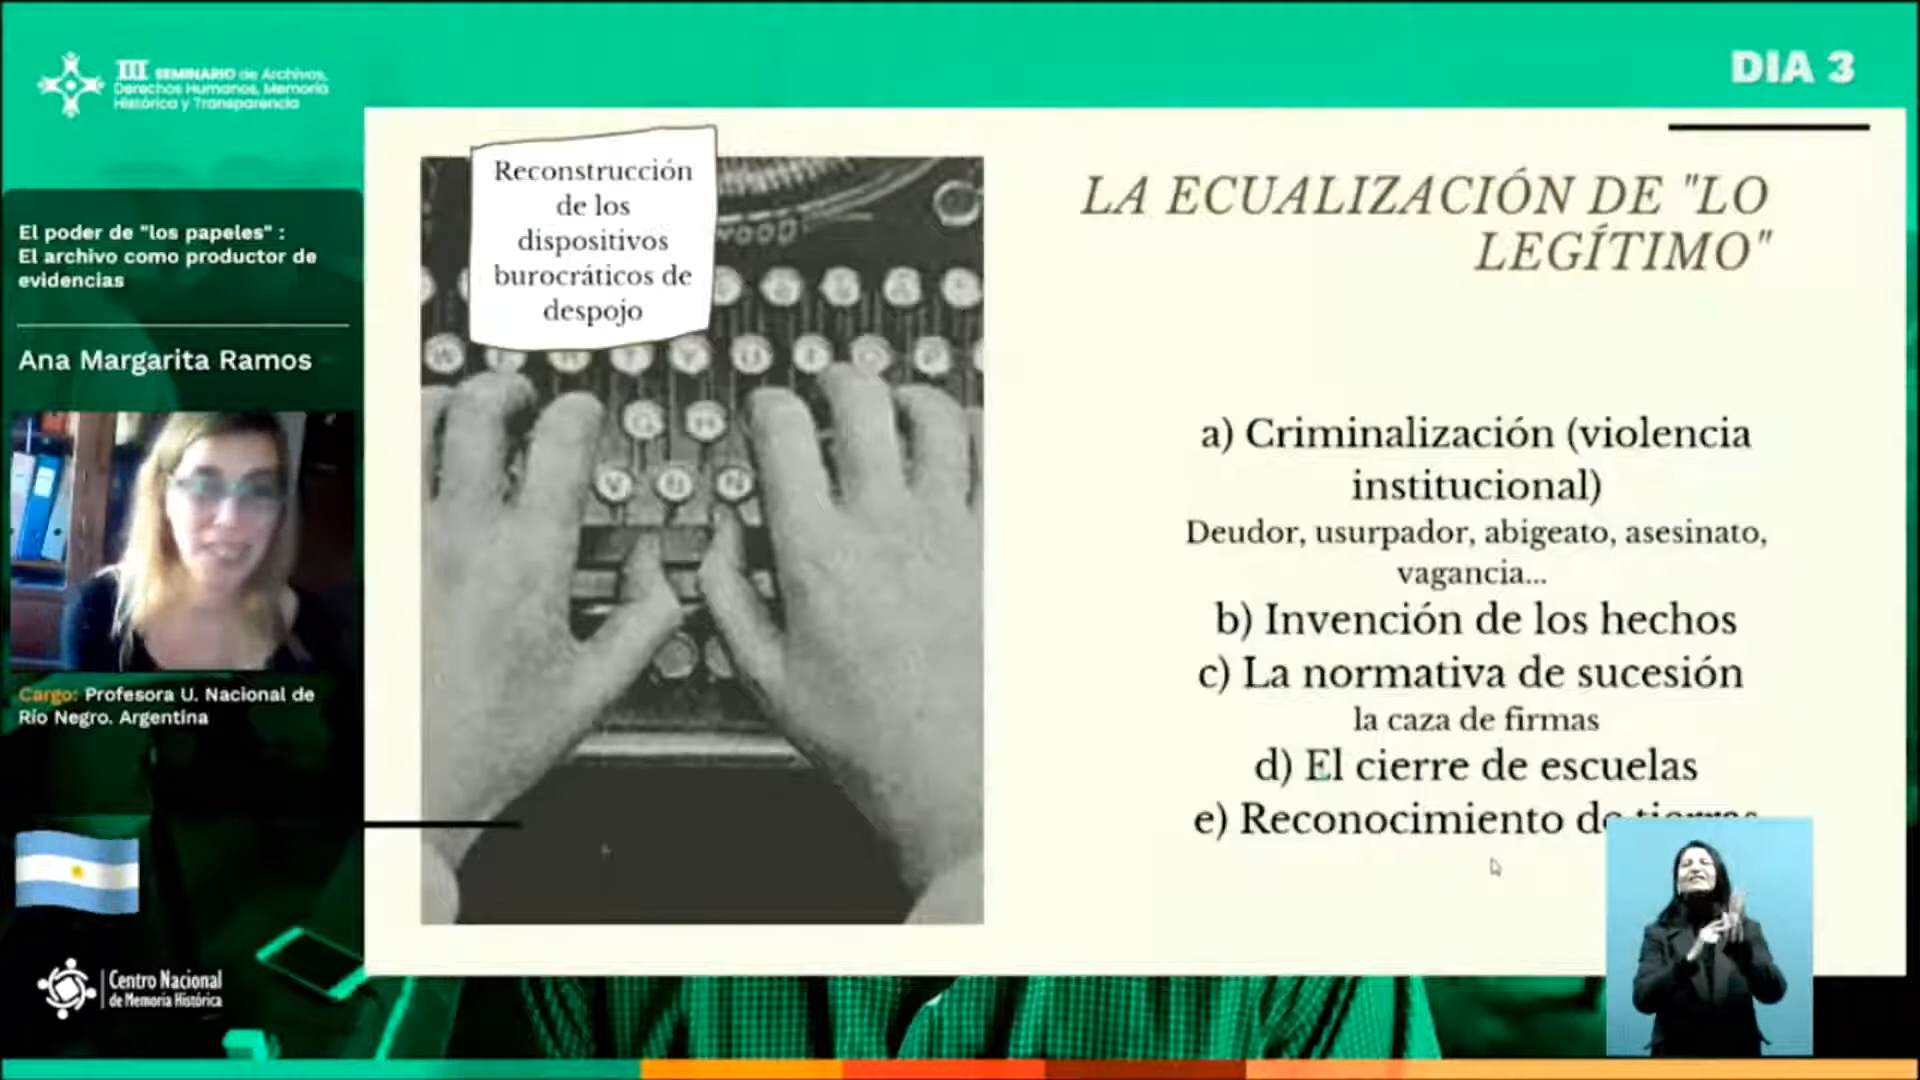 III SEMINARIO de Archivos,
Derechos Humanos, Memoria
Histórica y Transparencia
DIA 3
El poder de "los papeles" :
El archivo como productor de
evidencias
Ana Margarita Ramos
Cargo: Profesora U. Nacional de
Río Negro. Argentina
Centro Nacional
de Memoria Histórica
Reconstrucción
de los
dispositivos
burocráticos de
despojo
LA ECUALIZACIÓN DE "LO
LEGÍTIMO"
a) Criminalización (violencia
institucional)
Deudor, usurpador, abigeato, asesinato,
vagancia...
b) Invención de los hechos
c) La normativa de sucesión
la caza de firmas
d) El cierre de escuelas
e) Reconocimiento de tierras